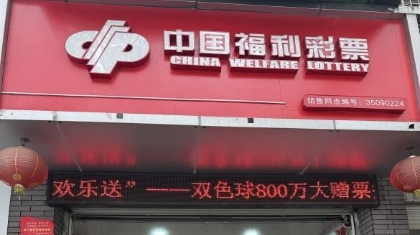 中国福利彩票
CHINA WELFARE LOTTERY
销售网点编号：35090224
欢乐送”——双色球800万大赠票